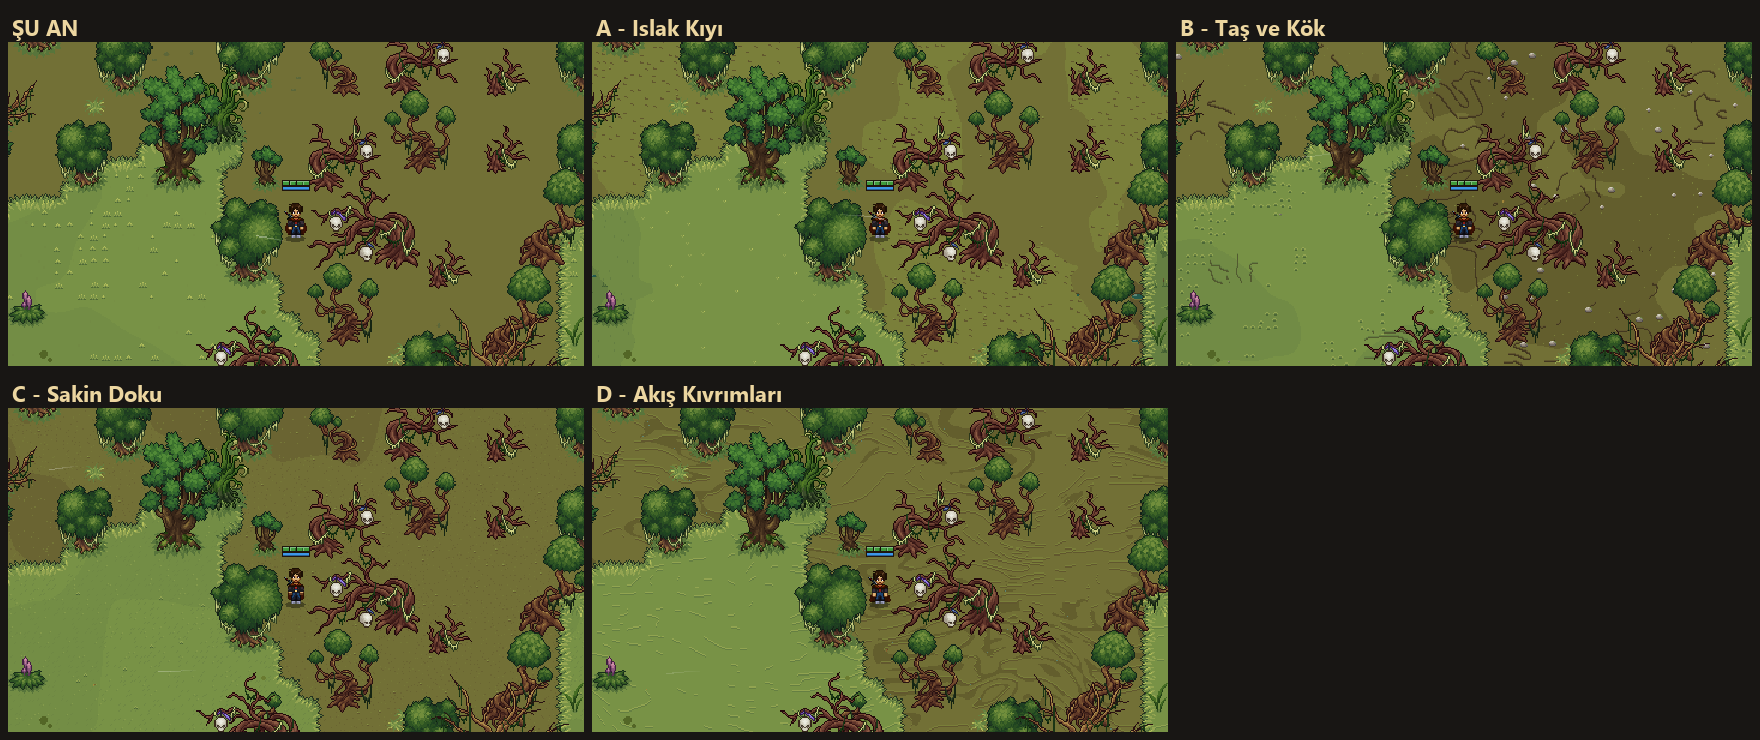 ŞU AN
A - Islak Kıyı
B - Taş ve Kök
C - Sakin Doku
D - Akış Kıvrımları